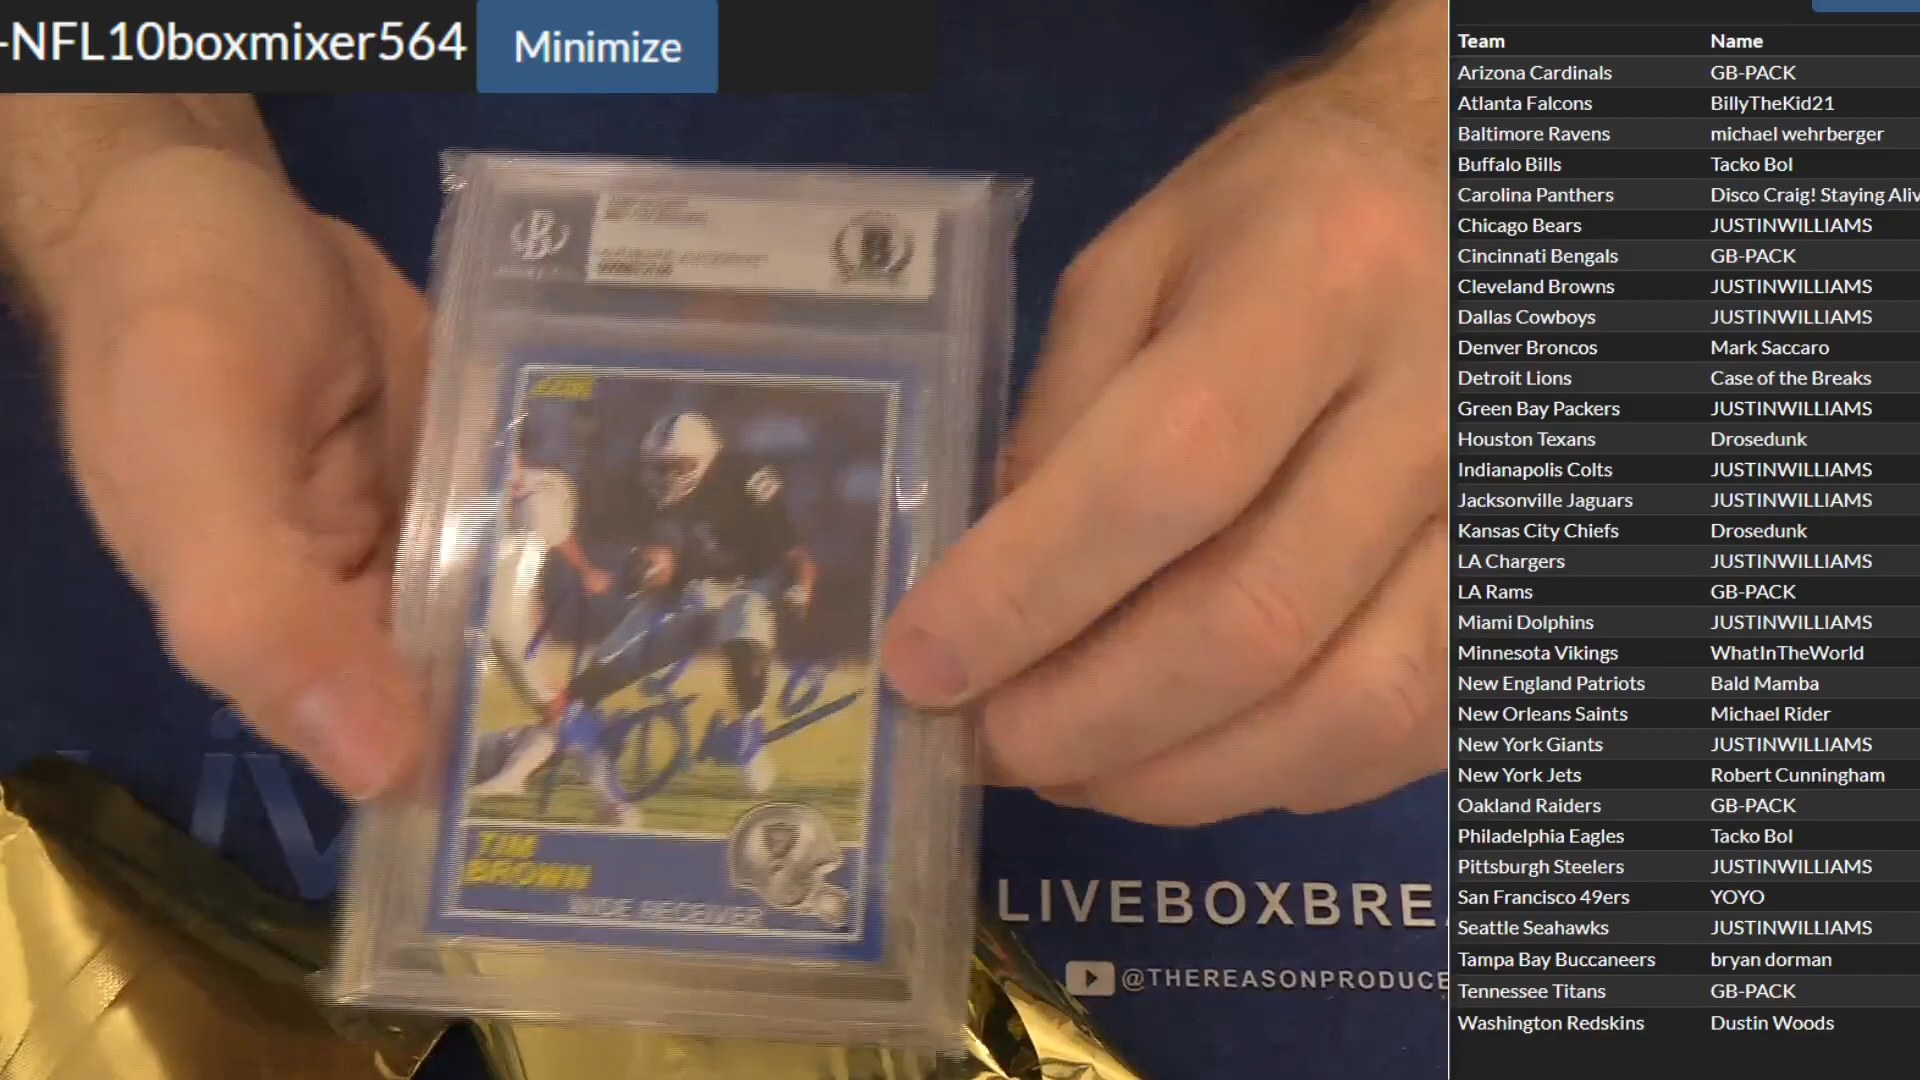 -NFL10boxmixer564
Minimize
Team Name
Arizona Cardinals GB-PACK
Atlanta Falcons BillyTheKid21
Baltimore Ravens michael wehrberger
Buffalo Bills Tacko Bol
Carolina Panthers Disco Craig! Staying Aliv
Chicago Bears JUSTINWILLIAMS
Cincinnati Bengals GB-PACK
Cleveland Browns JUSTINWILLIAMS
Dallas Cowboys JUSTINWILLIAMS
Denver Broncos Mark Saccaro
Detroit Lions Case of the Breaks
Green Bay Packers JUSTINWILLIAMS
Houston Texans Drosedunk
Indianapolis Colts JUSTINWILLIAMS
Jacksonville Jaguars JUSTINWILLIAMS
Kansas City Chiefs Drosedunk
LA Chargers JUSTINWILLIAMS
LA Rams GB-PACK
Miami Dolphins JUSTINWILLIAMS
Minnesota Vikings WhatInTheWorld
New England Patriots Bald Mamba
New Orleans Saints Michael Rider
New York Giants JUSTINWILLIAMS
New York Jets Robert Cunningham
Oakland Raiders GB-PACK
Philadelphia Eagles Tacko Bol
Pittsburgh Steelers JUSTINWILLIAMS
San Francisco 49ers YOYO
Seattle Seahawks JUSTINWILLIAMS
Tampa Bay Buccaneers bryan dorman
Tennessee Titans GB-PACK
Washington Redskins Dustin Woods
SCORE
TIM
BROWN
WIDE RECEIVER
LIVEBOXBREA
@THEREASONPRODUCE